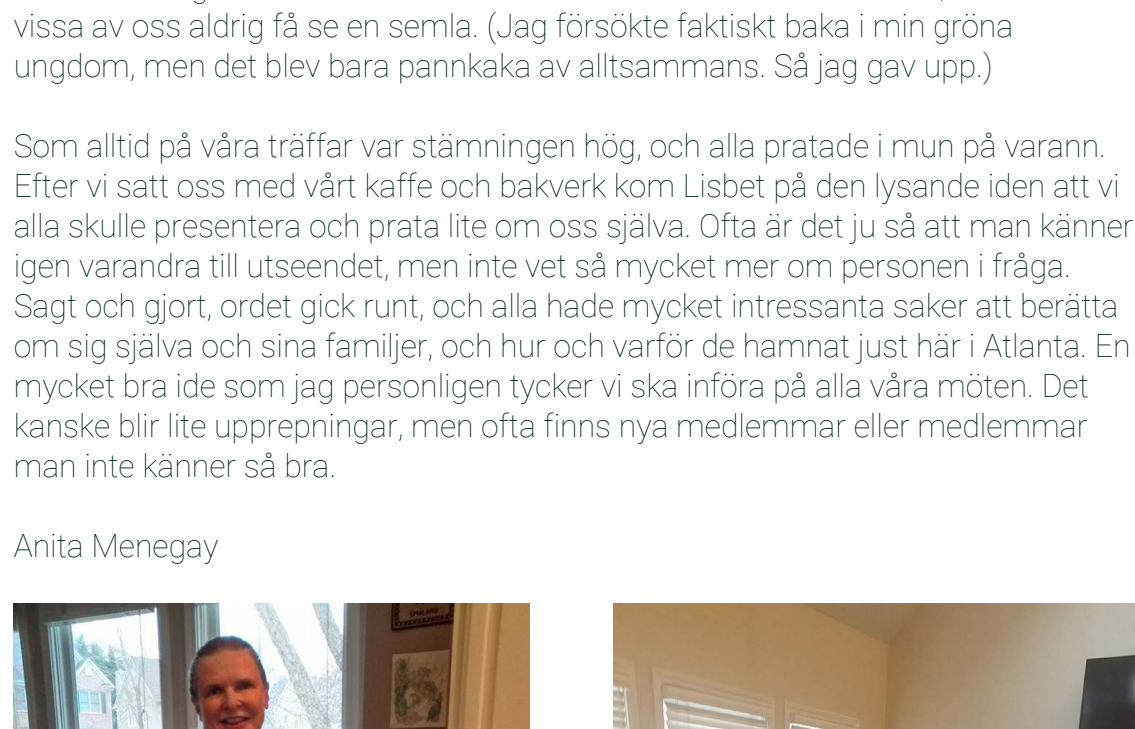 vissa av oss aldrig få se en semla. (Jag försökte faktiskt baka i min gröna
ungdom, men det blev bara pannkaka av alltsammans. Så jag gav upp.)
Som alltid på våra träffar var stämningen hög, och alla pratade i mun på varann.
Efter vi satt oss med vårt kaffe och bakverk kom Lisbet på den lysande iden att vi
alla skulle presentera och prata lite om oss själva. Ofta är det ju så att man känner
igen varandra till utseendet, men inte vet så mycket mer om personen i fråga.
Sagt och gjort, ordet gick runt, och alla hade mycket intressanta saker att berätta
om sig själva och sina familjer, och hur och varför de hamnat just här i Atlanta. En
mycket bra ide som jag personligen tycker vi ska införa på alla våra möten. Det
kanske blir lite upprepningar, men ofta finns nya medlemmar eller medlemmar
man inte känner så bra.
Anita Menegay